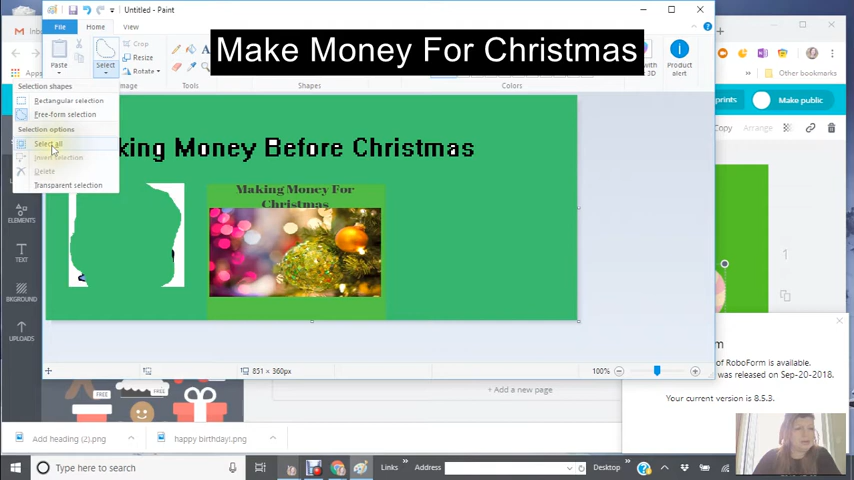 Untitled - Paint
Inb
File
Home
View
Paste
Select
Crop
Resize
Rotate
Tools
Shapes
Colors
Product
alert
Make Money For Christmas
Other bookmarks
prints
Make public
Copy
Arrange
Selection shapes
Rectangular selection
Free-form selection
Selection options
Select all
Invert selection
Delete
Transparent selection
king Money Before Christmas
Making Money For
Christmas
ELEMENTS
TEXT
BKGROUND
UPLOADS
1
of RoboForm is available.
was released on Sep-20-2018.
Your current version is 8.5.3.
851 × 360px
100%
+ Add a new page
FREE
FREE
Add heading (2).png
happy birthday!.png
Type here to search
Links
Address
Desktop